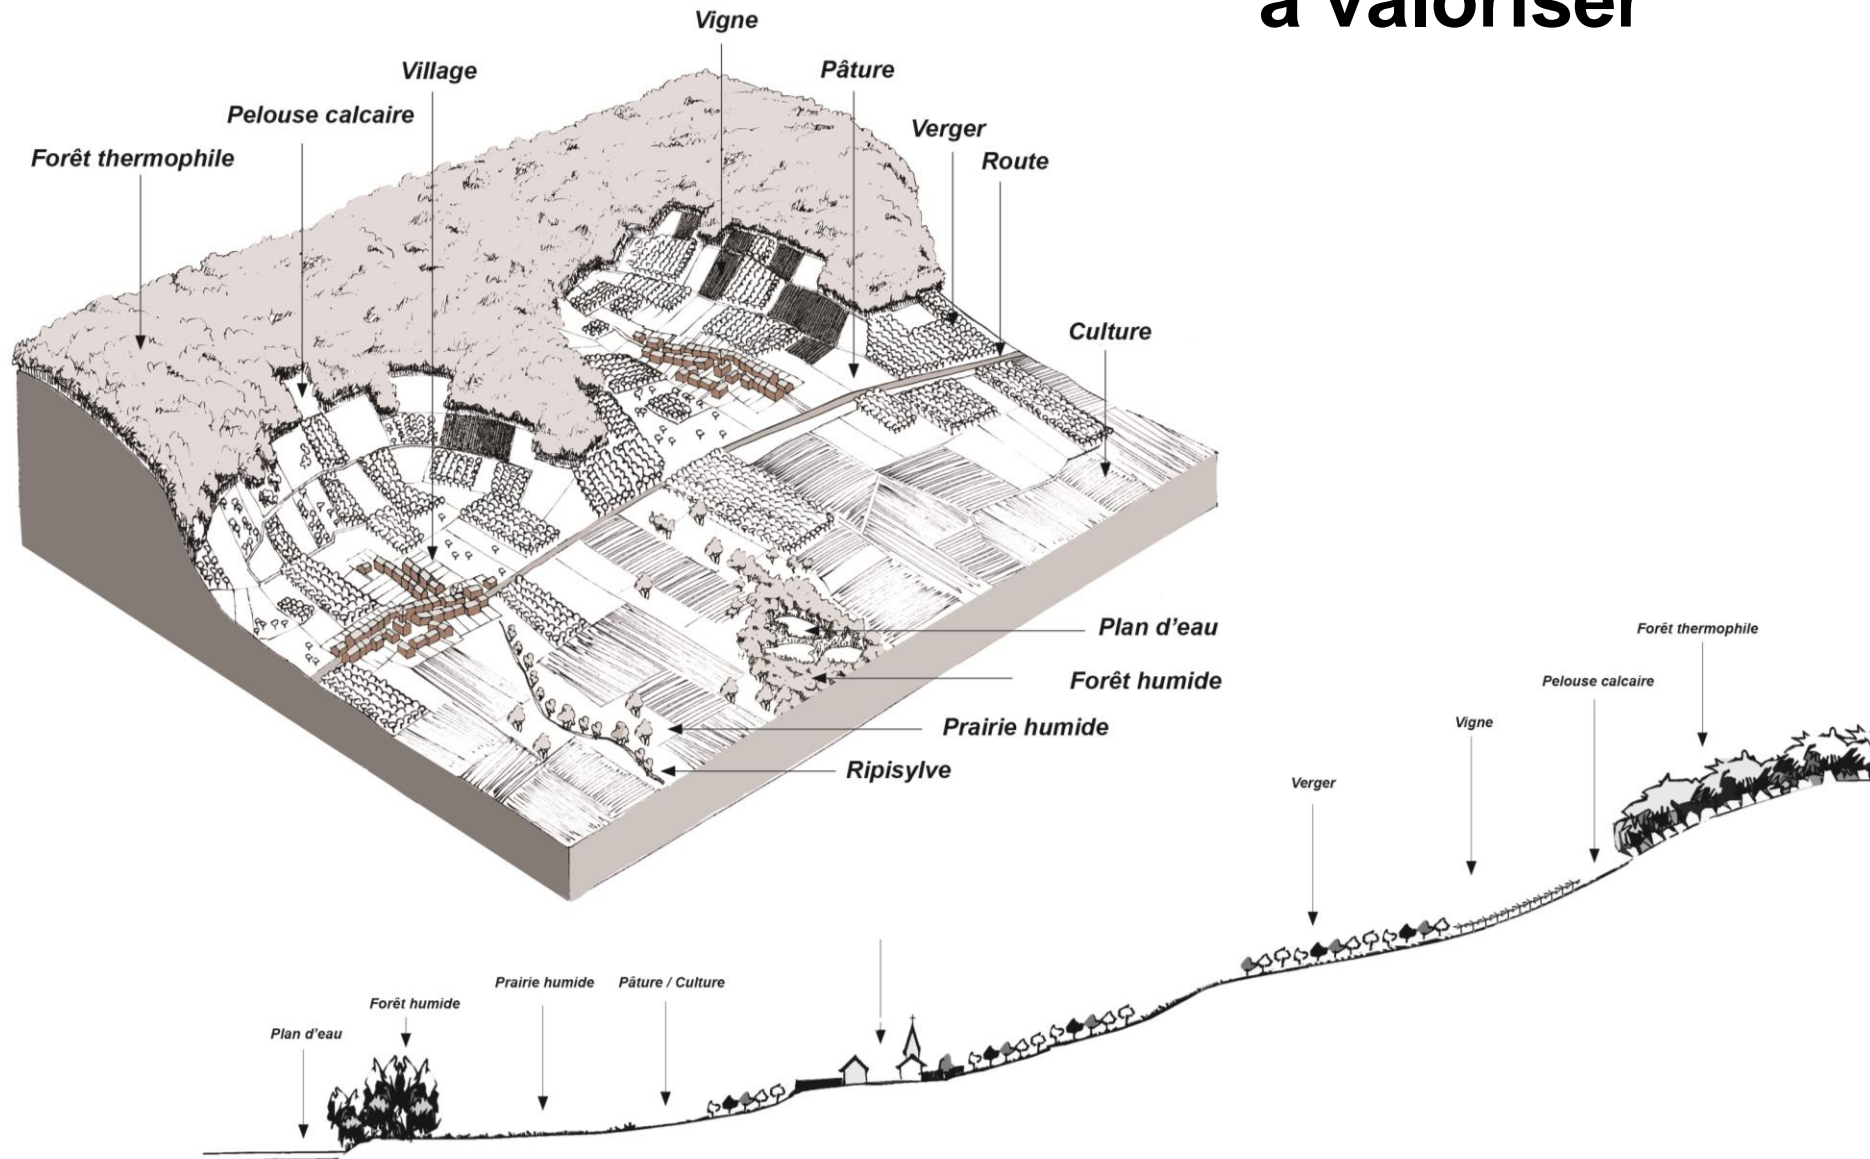 à valoriser
Vigne
Village
Pâture
Pelouse calcaire
Verger
Forêt thermophile
Route
Culture
Plan d'eau
Forêt humide
Prairie humide
Ripisylve
Forêt thermophile
Pelouse calcaire
Vigne
Verger
Prairie humide
Pâture / Culture
Forêt humide
Plan d'eau